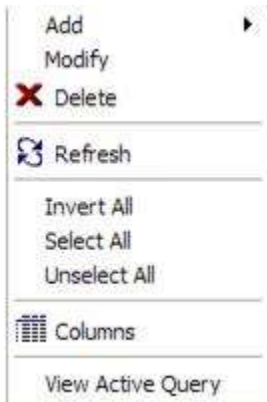 Add
Modify
Delete
Refresh
Invert All
Select All
Unselect All
Columns
View Active Query